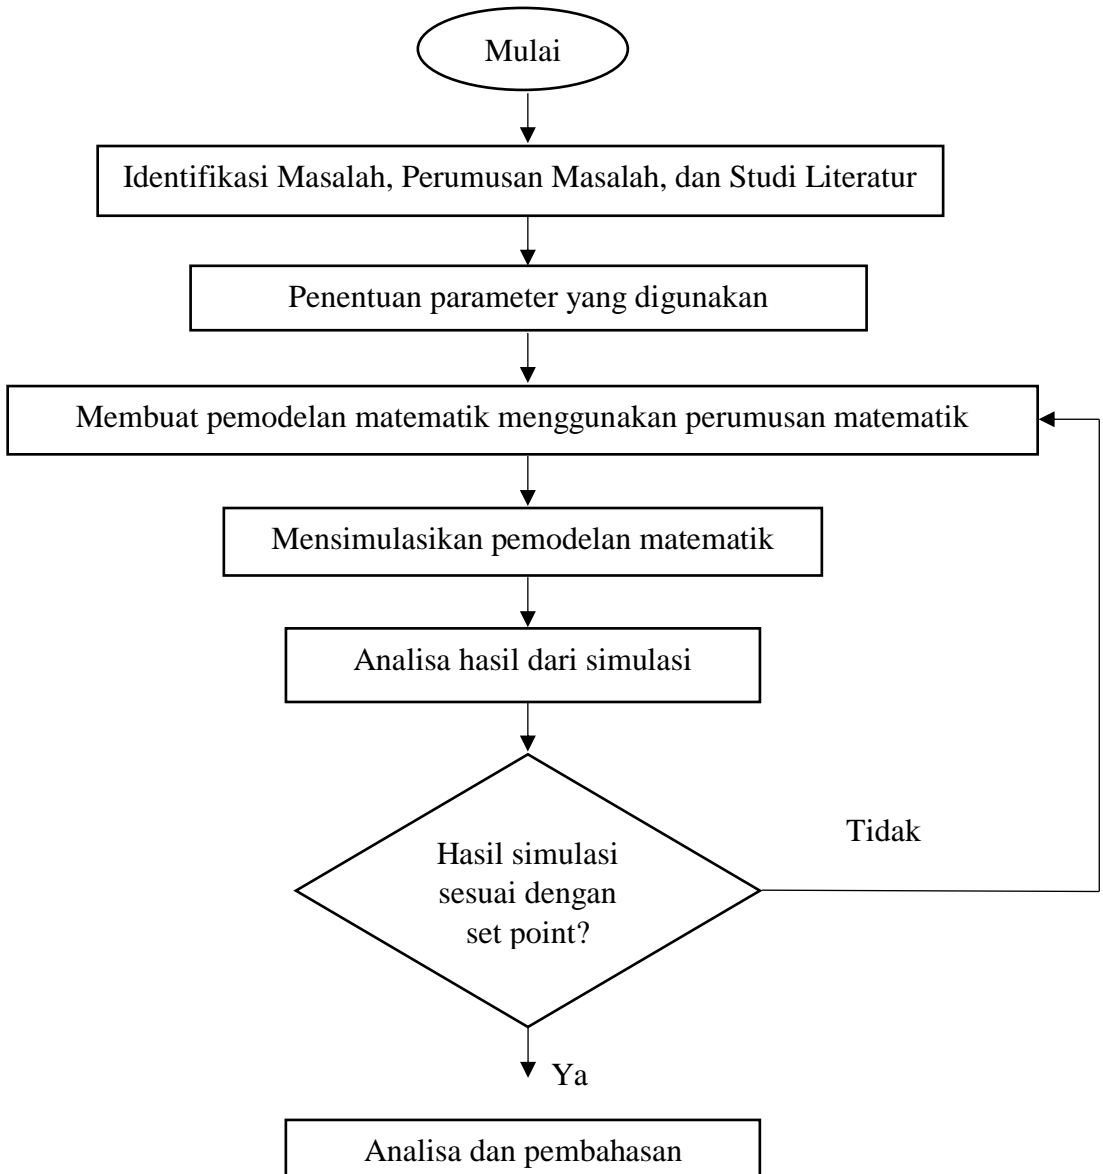 Mulai
Identifikasi Masalah, Perumusan Masalah, dan Studi Literatur
Penentuan parameter yang digunakan
Membuat pemodelan matematik menggunakan perumusan matematik
Mensimulasikan pemodelan matematik
Analisa hasil dari simulasi
Tidak
Hasil simulasi
sesuai dengan
set point?
Ya
Analisa dan pembahasan